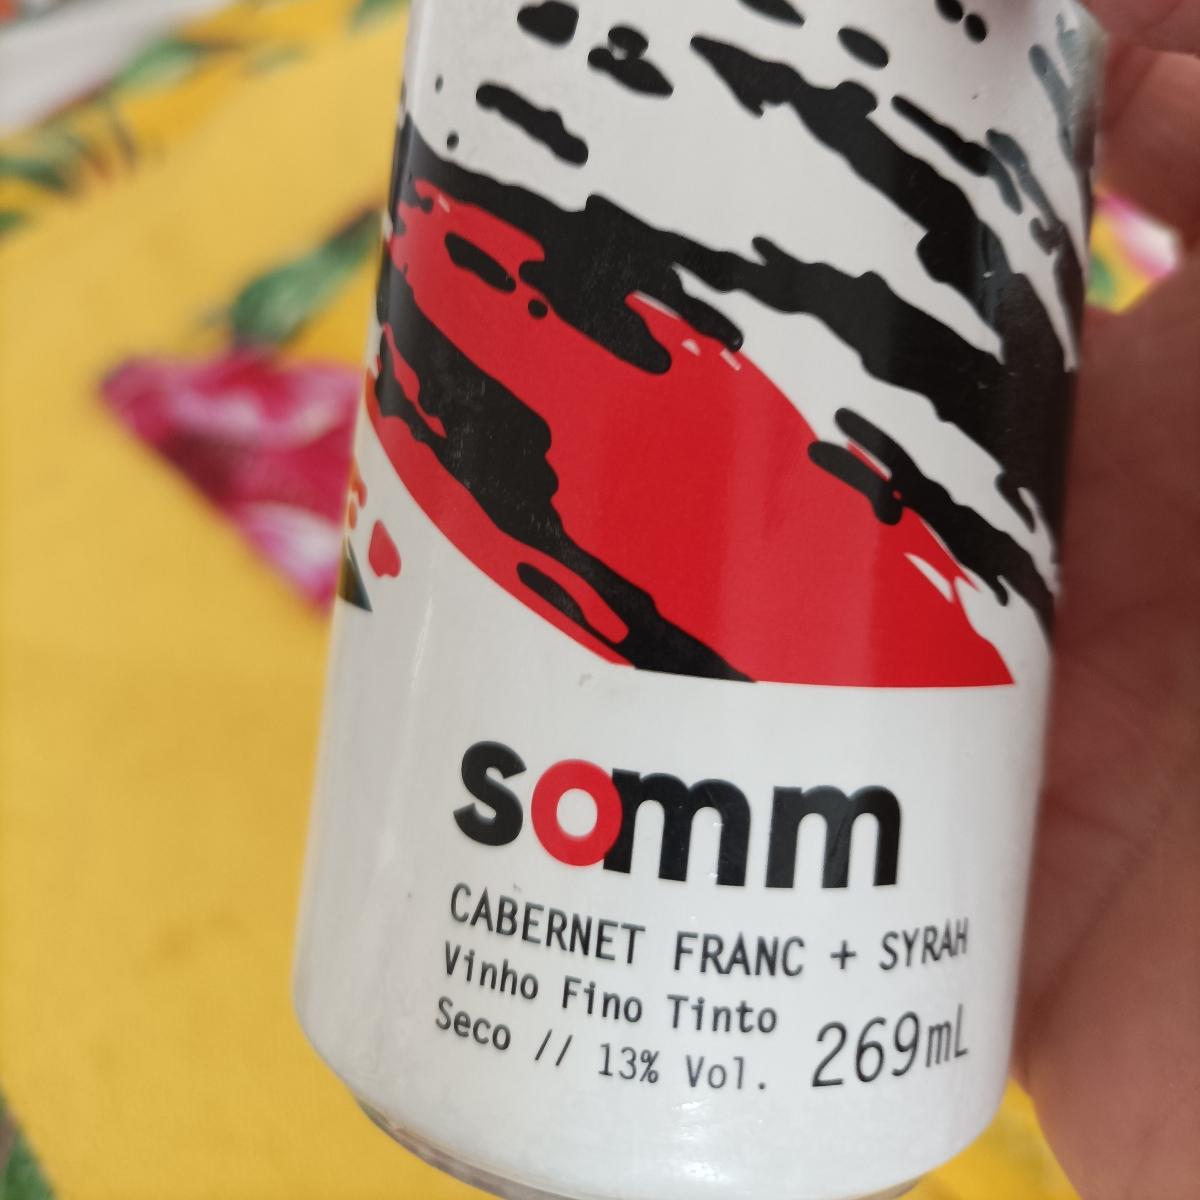 somm
CABERNET FRANC + SYRAH
Vinho Fino Tinto
Seco // 13% Vol.
269mL